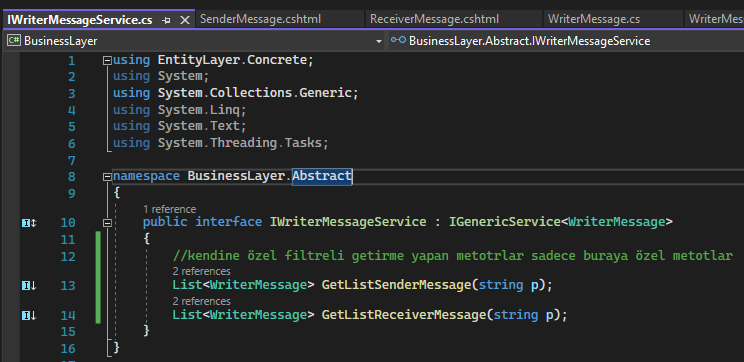 IWriterMessageService.cs
SenderMessage.cshtml
ReceiverMessage.cshtml
WriterMessage.cs
WriterMes
C# BusinessLayer
BusinessLayer.Abstract.IWriterMessageService
1 using EntityLayer.Concrete;
2 using System;
3 using System.Collections.Generic;
4 using System.Linq;
5 using System.Text;
6 using System.Threading.Tasks;
7
8 namespace BusinessLayer.Abstract
9 {
1 reference
10 public interface IWriterMessageService : IGenericService<WriterMessage>
11 {
12 //kendine özel filtreli getirme yapan metotrlar sadece buraya özel metotlar
2 references
13 List<WriterMessage> GetListSenderMessage(string p);
2 references
14 List<WriterMessage> GetListReceiverMessage(string p);
15 }
16 }